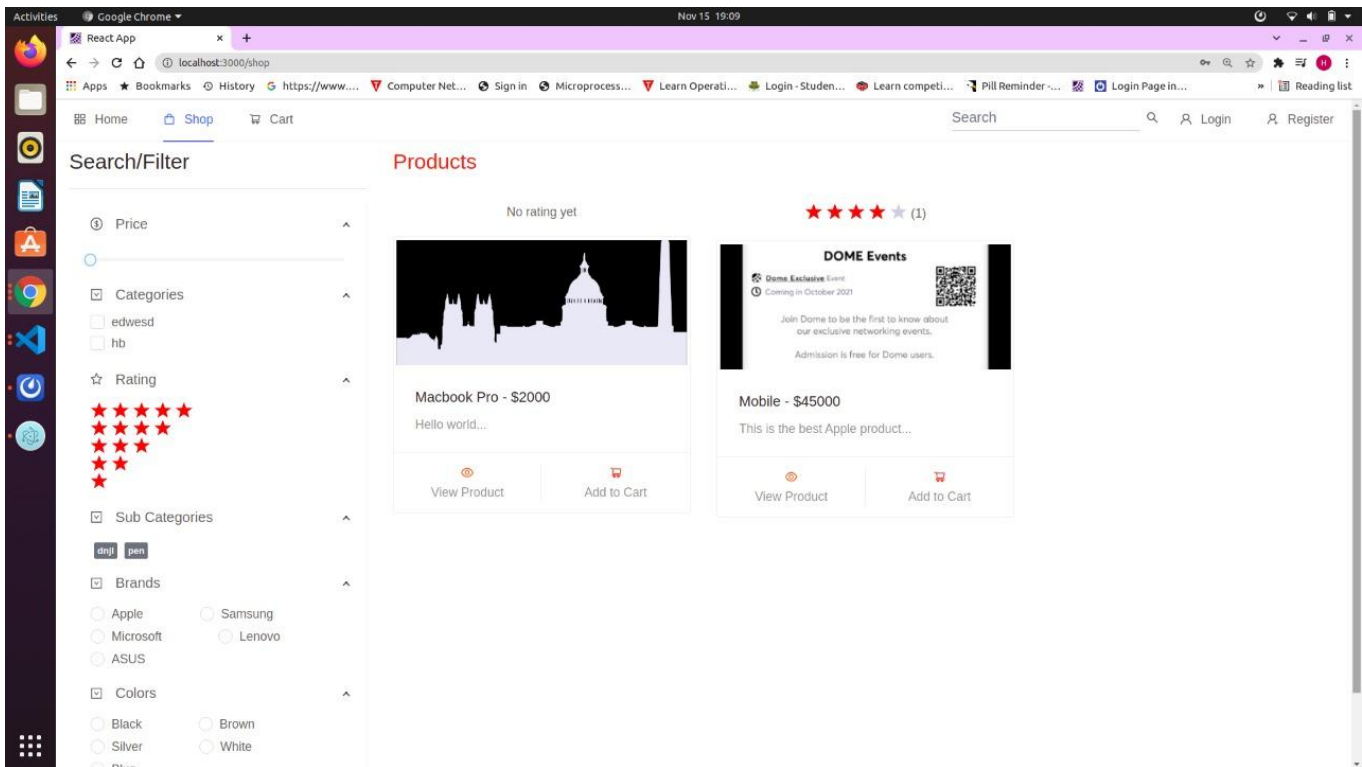 Activities Google Chrome Nov 15 19:09
React App
localhost:3000/shop
Apps Bookmarks History https://www.... Computer Net... Sign in Microprocess... Learn Operati... Login - Studen... Learn competi... Pill Reminder -... Login Page in... » Reading list
Home Shop Cart Search Login Register
Search/Filter
Price
Categories
edwesd
hb
Rating
Sub Categories
dnjl pen
Brands
Apple Samsung
Microsoft Lenovo
ASUS
Colors
Black Brown
Silver White
Products
No rating yet
Macbook Pro - $2000
Hello world...
View Product Add to Cart
(1)
DOME Events
Dome Exclusive Event
Coming in October 2021
Join Dome to be the first to know about
our exclusive networking events.
Admission is free for Dome users.
Mobile - $45000
This is the best Apple product...
View Product Add to Cart